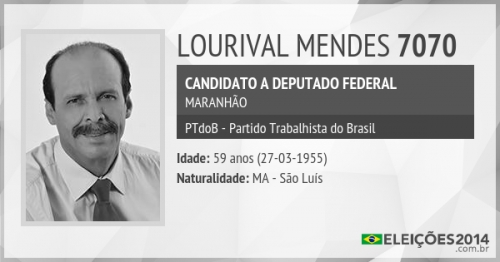 LOURIVAL MENDES 7070
CANDIDATO A DEPUTADO FEDERAL
MARANHÃO
PTdoB - Partido Trabalhista do Brasil
Idade: 59 anos (27-03-1955)
Naturalidade: MA - São Luís
ELEIÇÕES2014
.com.br